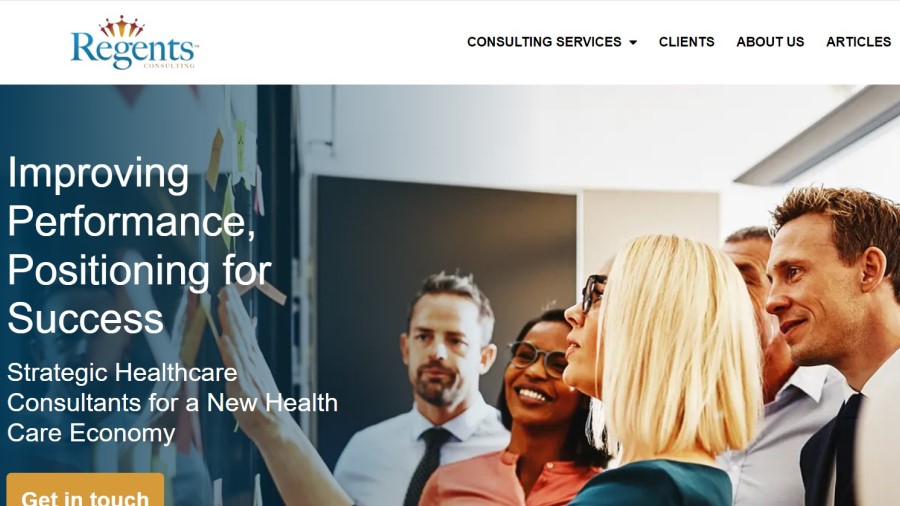 Regents
CONSULTING
CONSULTING SERVICES
CLIENTS
ABOUT US
ARTICLES
Improving
Performance,
Positioning for
Success
Strategic Healthcare
Consultants for a New Health
Care Economy
Get in touch